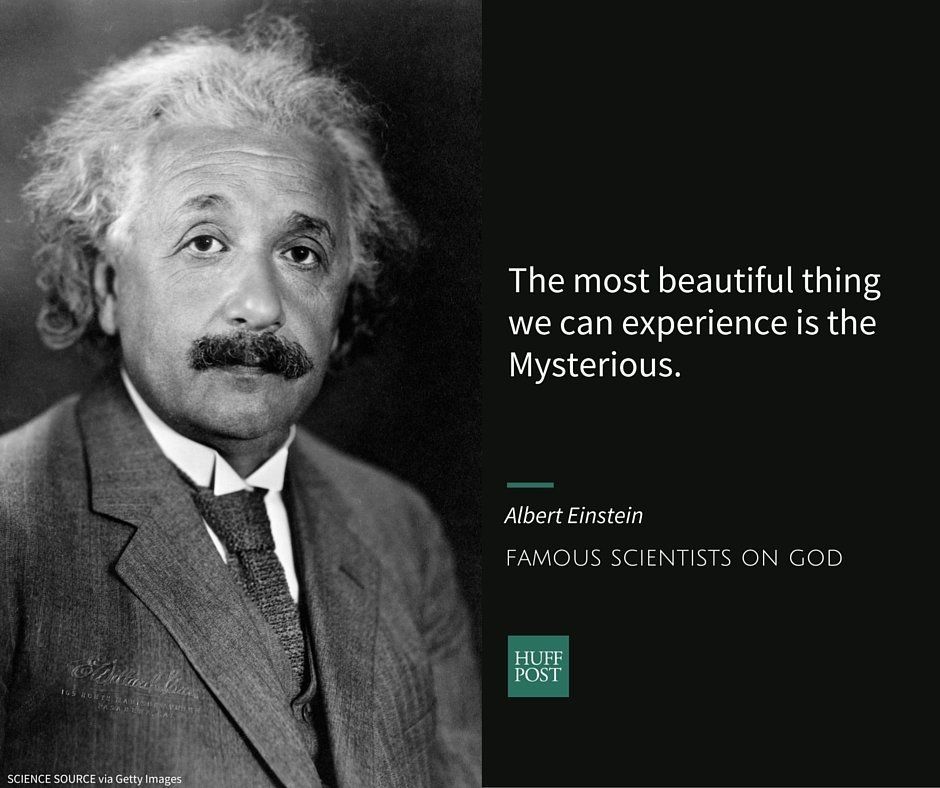 The most beautiful thing
we can experience is the
Mysterious.
Albert Einstein
FAMOUS SCIENTISTS ON GOD
HUFF
POST
SCIENCE SOURCE via Getty Images